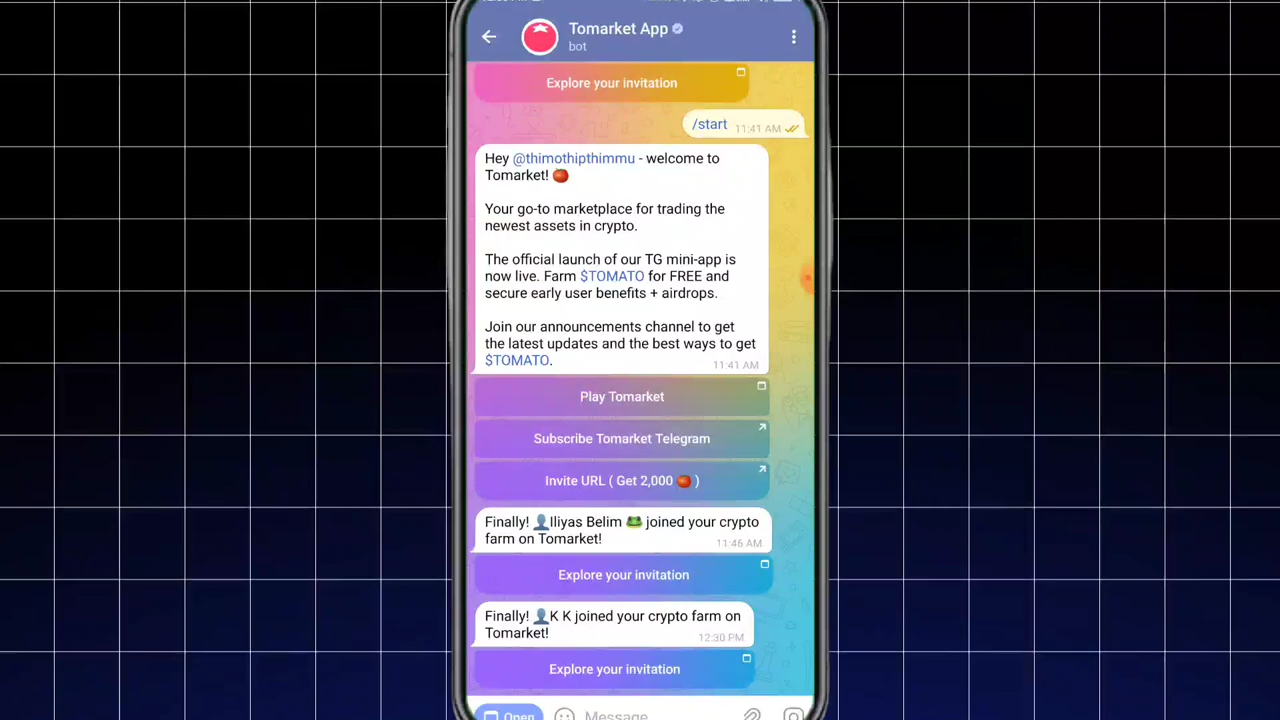 Tomarket App
bot
Explore your invitation
/start 11:41 AM
Hey @thimothipthimmu - welcome to
Tomarket! 🍅
Your go-to marketplace for trading the
newest assets in crypto.
The official launch of our TG mini-app is
now live. Farm $TOMATO for FREE and
secure early user benefits + airdrops.
Join our announcements channel to get
the latest updates and the best ways to get
$TOMATO.
11:41 AM
Play Tomarket
Subscribe Tomarket Telegram
Invite URL ( Get 2,000 🍅 )
Finally! 👤Iliyas Belim 🐸 joined your crypto
farm on Tomarket!
11:46 AM
Explore your invitation
Finally! 👤K K joined your crypto farm on
Tomarket!
12:30 PM
Explore your invitation
Open
Message